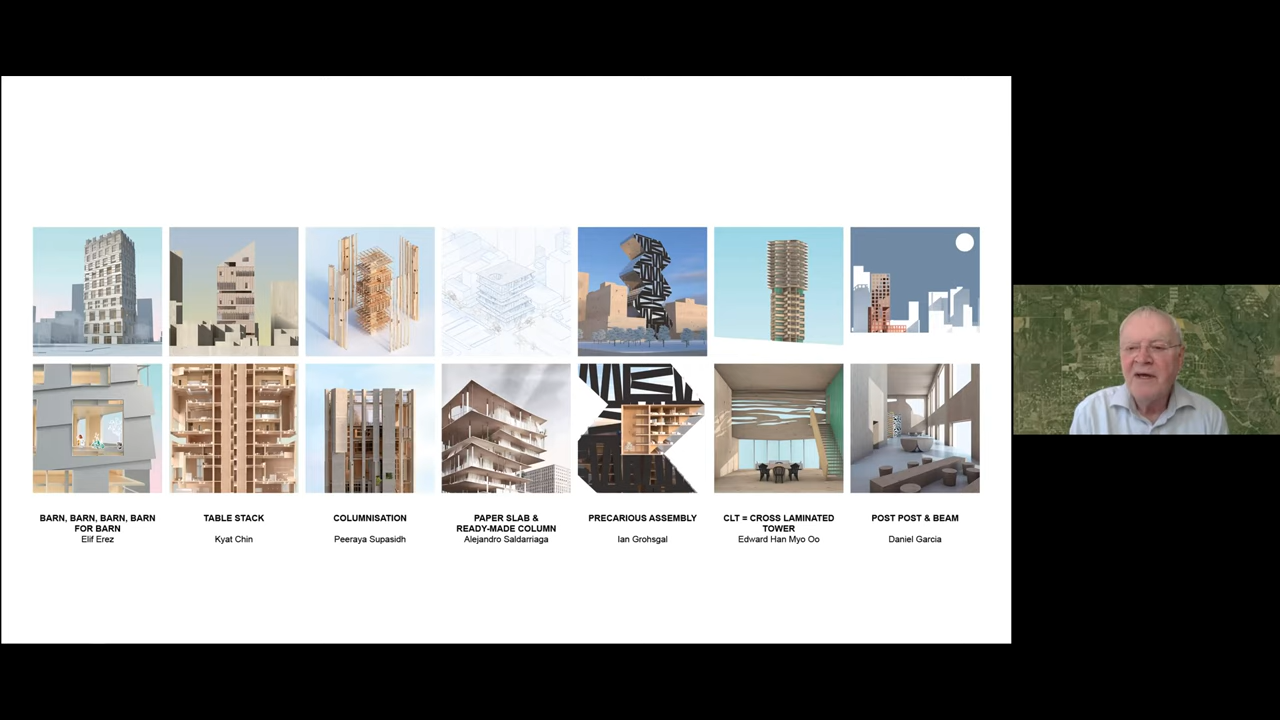 BARN, BARN, BARN, BARN
FOR BARN
Elif Erez
TABLE STACK
Kyat Chin
COLUMNISATION
Peeraya Supasidh
PAPER SLAB &
READY-MADE COLUMN
Alejandro Saldarriaga
PRECARIOUS ASSEMBLY
Ian Grohsgal
CLT = CROSS LAMINATED
TOWER
Edward Han Myo Oo
POST POST & BEAM
Daniel Garcia